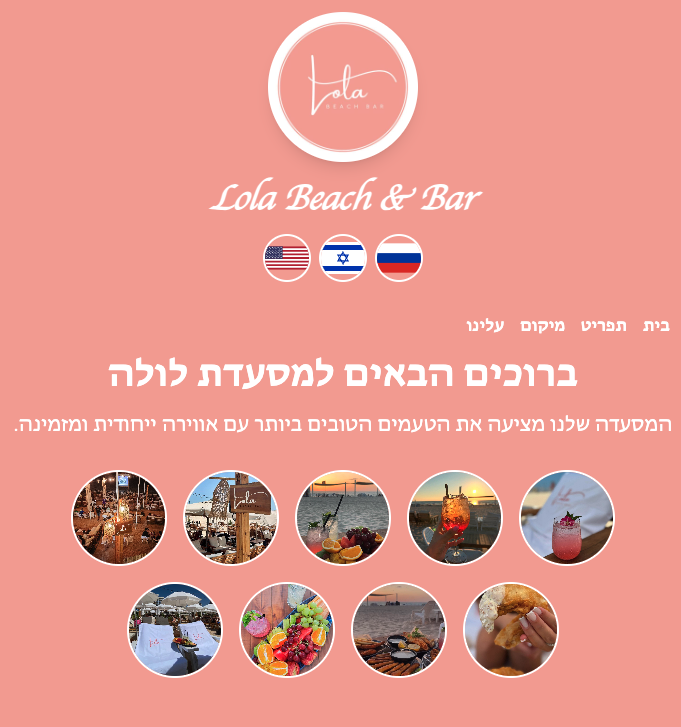 Lola
BEACH BAR
Lola Beach & Bar
בית תפריט מיקום עלינו
ברוכים הבאים למסעדת לולה
המסעדה שלנו מציעה את הטעמים הטובים ביותר עם אווירה ייחודית ומזמינה.
Lola